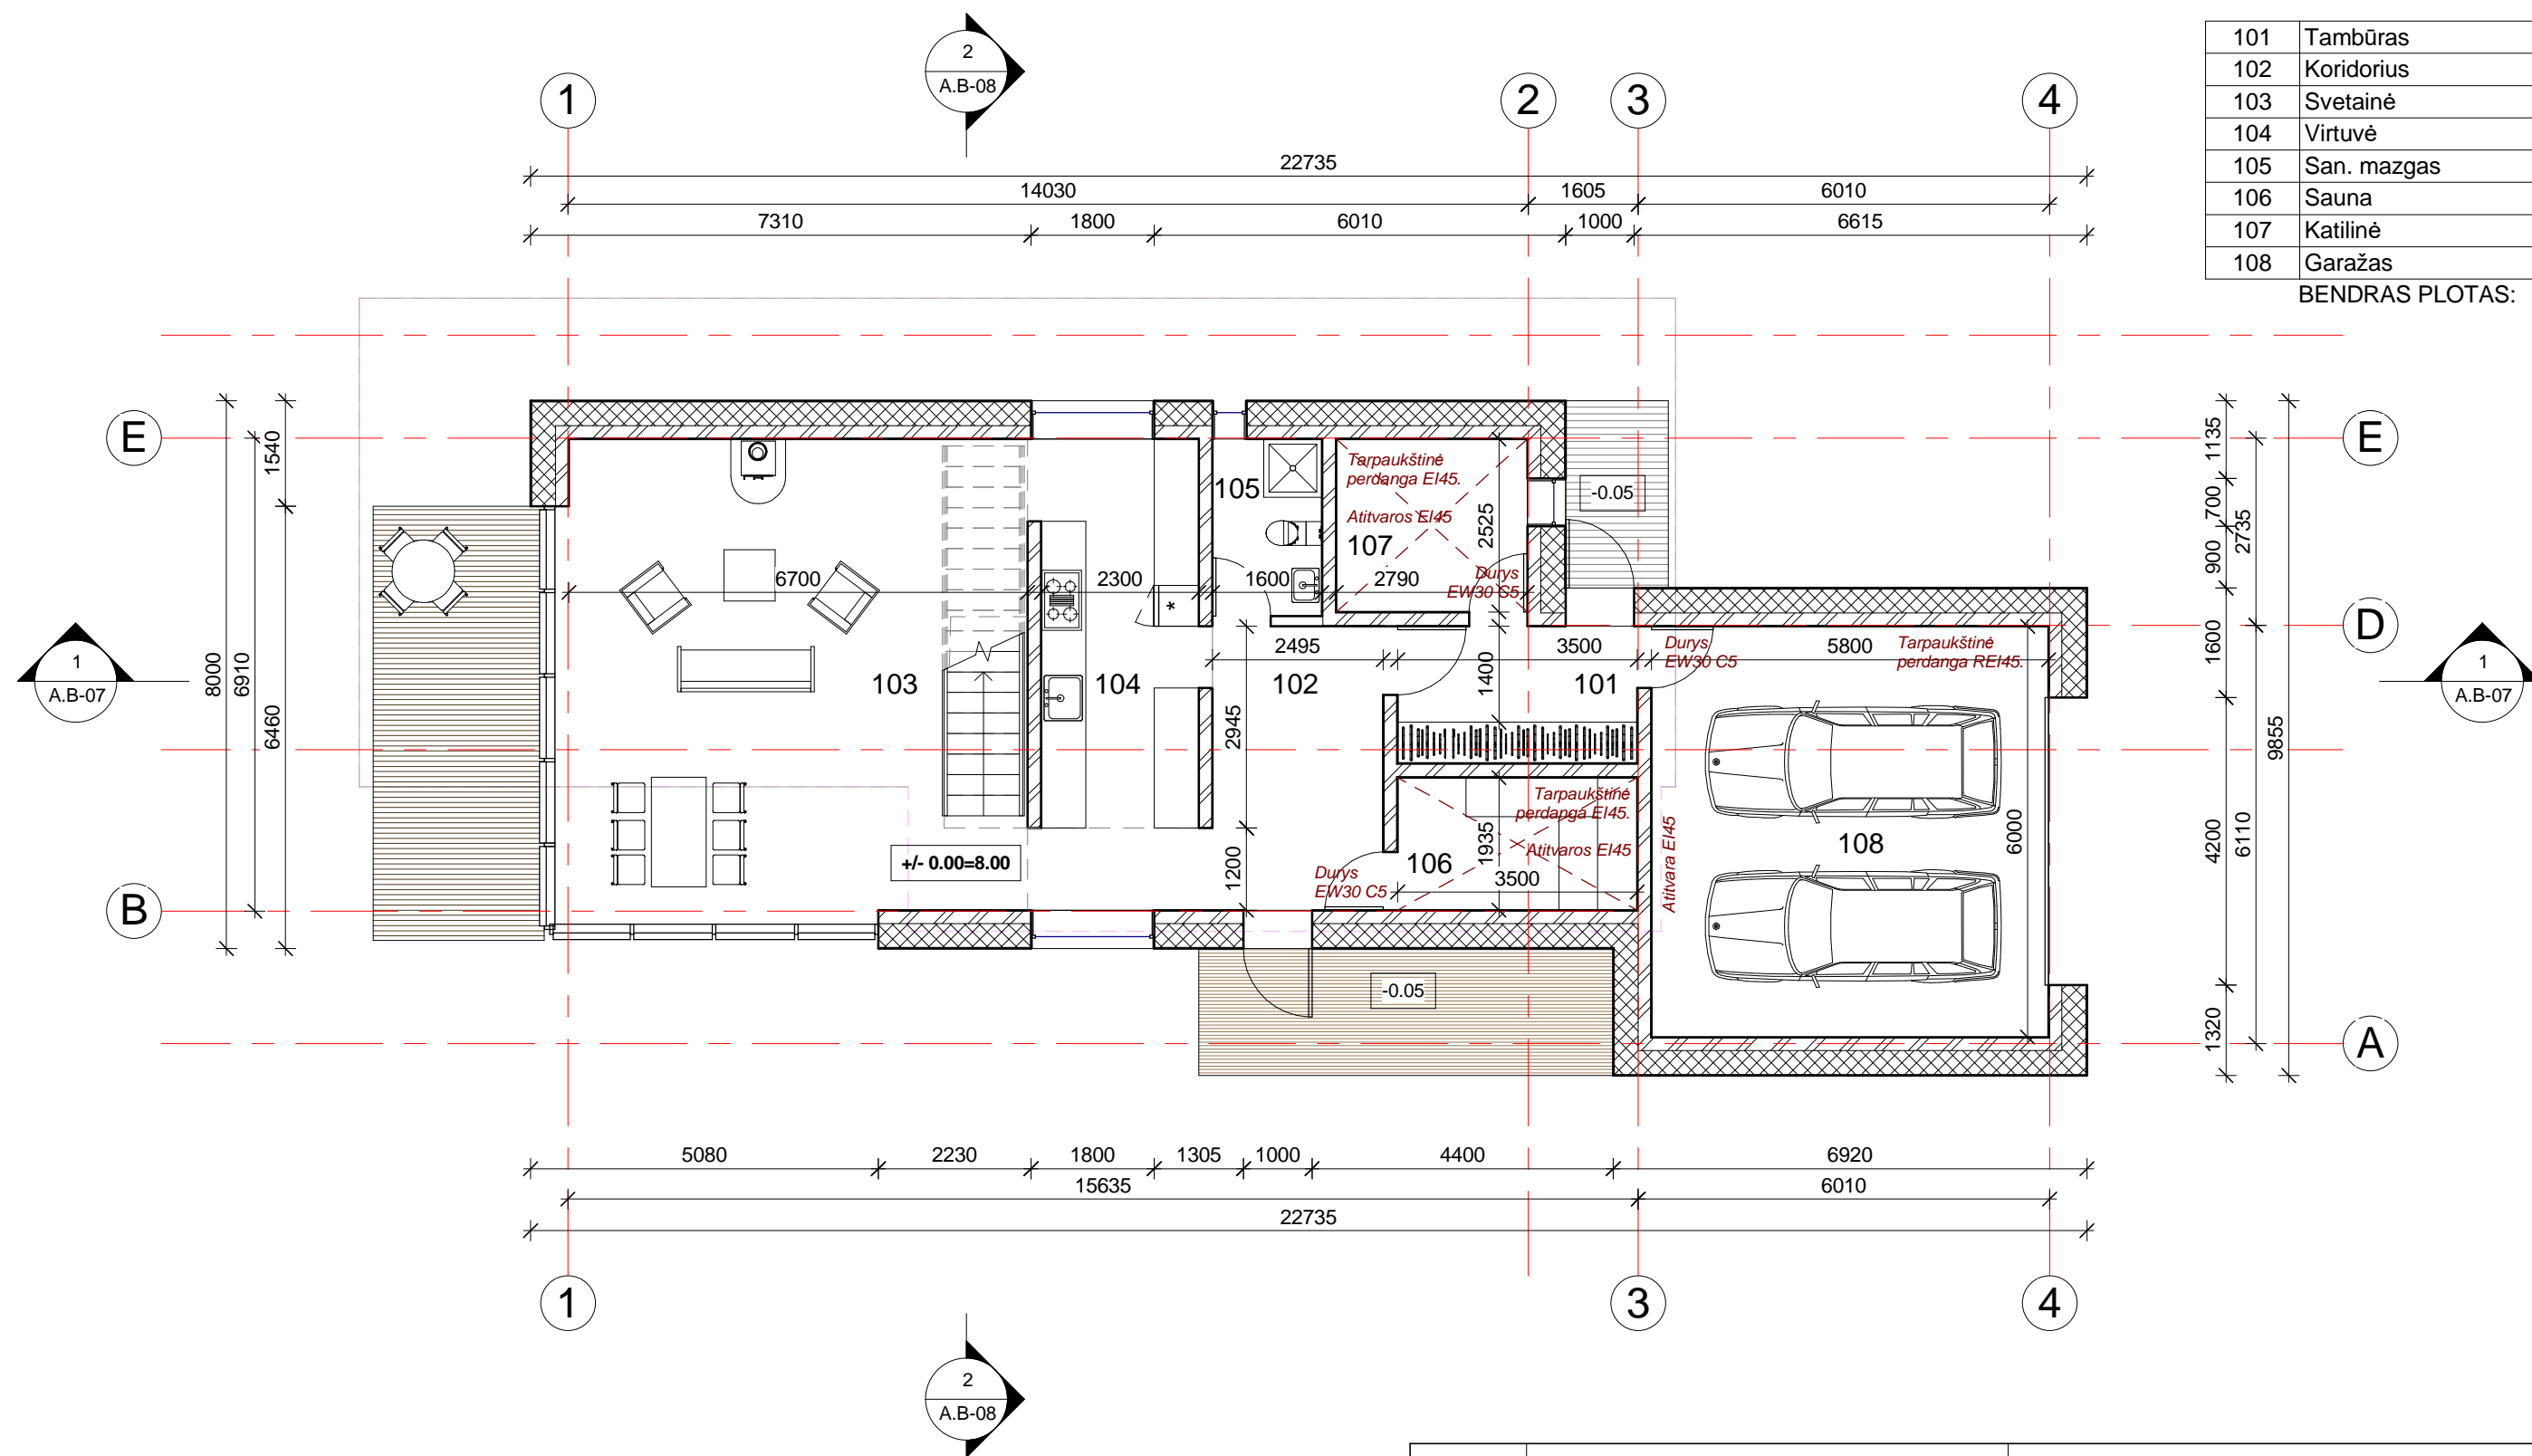 2
A.B-08
1
2
3
4
101 Tambūras
102 Koridorius
103 Svetainė
104 Virtuvė
105 San. mazgas
106 Sauna
107 Katilinė
108 Garažas
BENDRAS PLOTAS:
22735
14030 1605 6010
7310 1800 6010 1000 6615
E
E
D
B
A
8000
6910
1540
6460
1135
700
900
2735
1600
4200
6110
1320
9855
1
A.B-07
1
A.B-07
105
Tarpaukštinė
perdanga EI45.
Atitvaros EI45
107
2525
-0.05
6700 2300 1600 2790
Durys
EW30 C5
*
2495 3500 5800
Durys
EW30 C5
Tarpaukštinė
perdanga REI45.
103 104 102 101
1400
2945
1200
Tarpaukštinė
perdanga EI45.
Atitvaros EI45
1935
106
3500
Durys
EW30 C5
Atitvara EI45
108
6000
+/- 0.00=8.00
-0.05
5080 2230 1800 1305 1000 4400 6920
15635 6010
22735
1
3
4
2
A.B-08